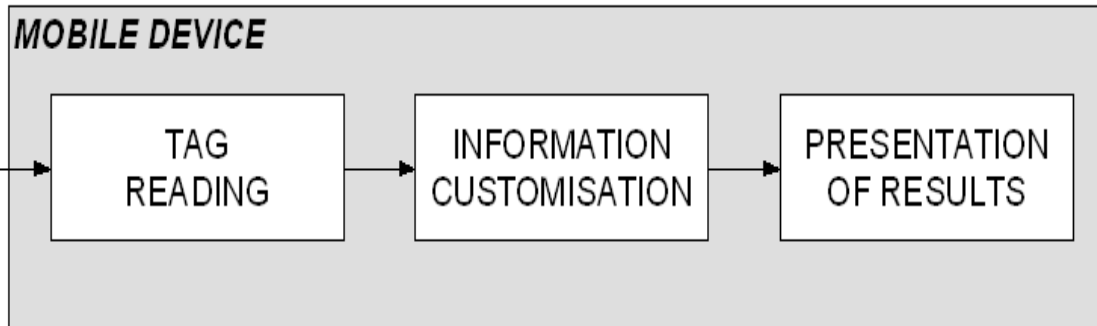 MOBILE DEVICE
TAG
READING
INFORMATION
CUSTOMISATION
PRESENTATION
OF RESULTS